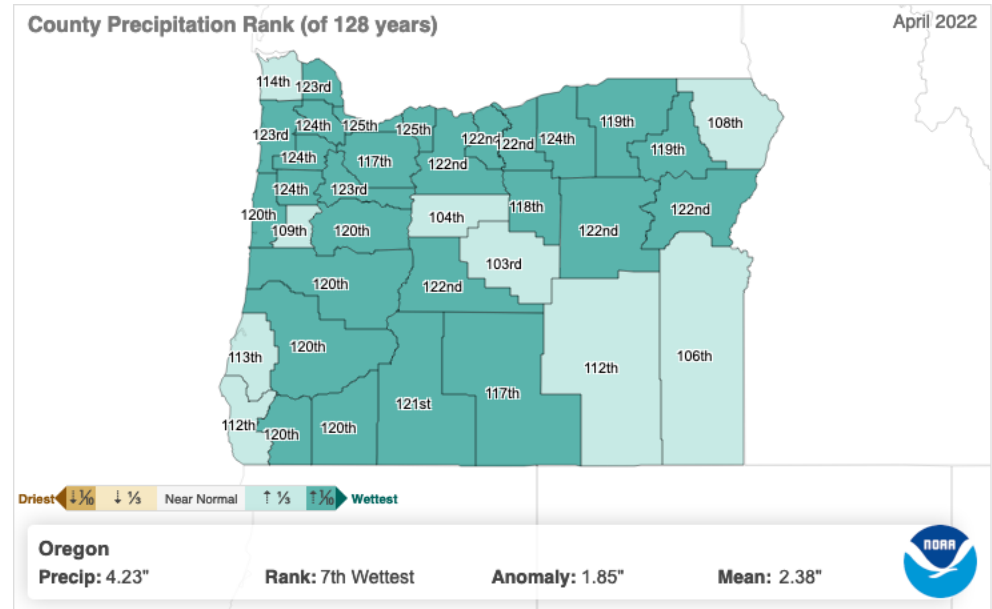 County Precipitation Rank (of 128 years)
April 2022
114th 123rd
123rd 124th 125th 125th 122nd 122nd 124th 119th 108th
124th 117th 122nd 119th
124th 123rd
120th 109th 120th 104th 118th 122nd 122nd
103rd
120th 122nd
113th 120th 112th 106th
112th 120th 120th 121st 117th
Driest ↓ 1/10 ↓ 1/3 Near Normal ↑ 1/3 ↑ 1/10 Wettest
Oregon
Precip: 4.23" Rank: 7th Wettest Anomaly: 1.85" Mean: 2.38"
NOAA